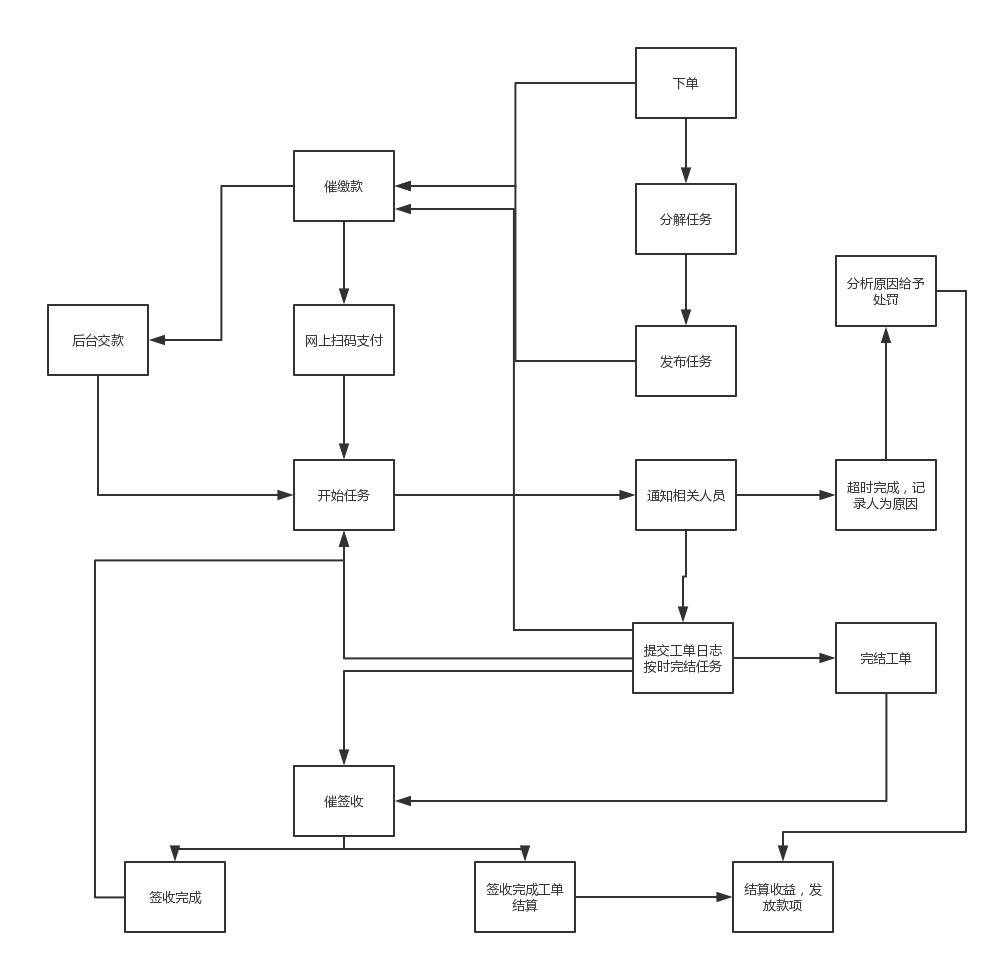 下单
催缴款
分解任务
分析原因给予
处罚
后台交款
网上扫码支付
发布任务
开始任务
通知相关人员
超时完成，记
录人为原因
提交工单日志
按时完结任务
完结工单
催签收
签收完成
签收完成工单
结算
结算收益，发
放款项